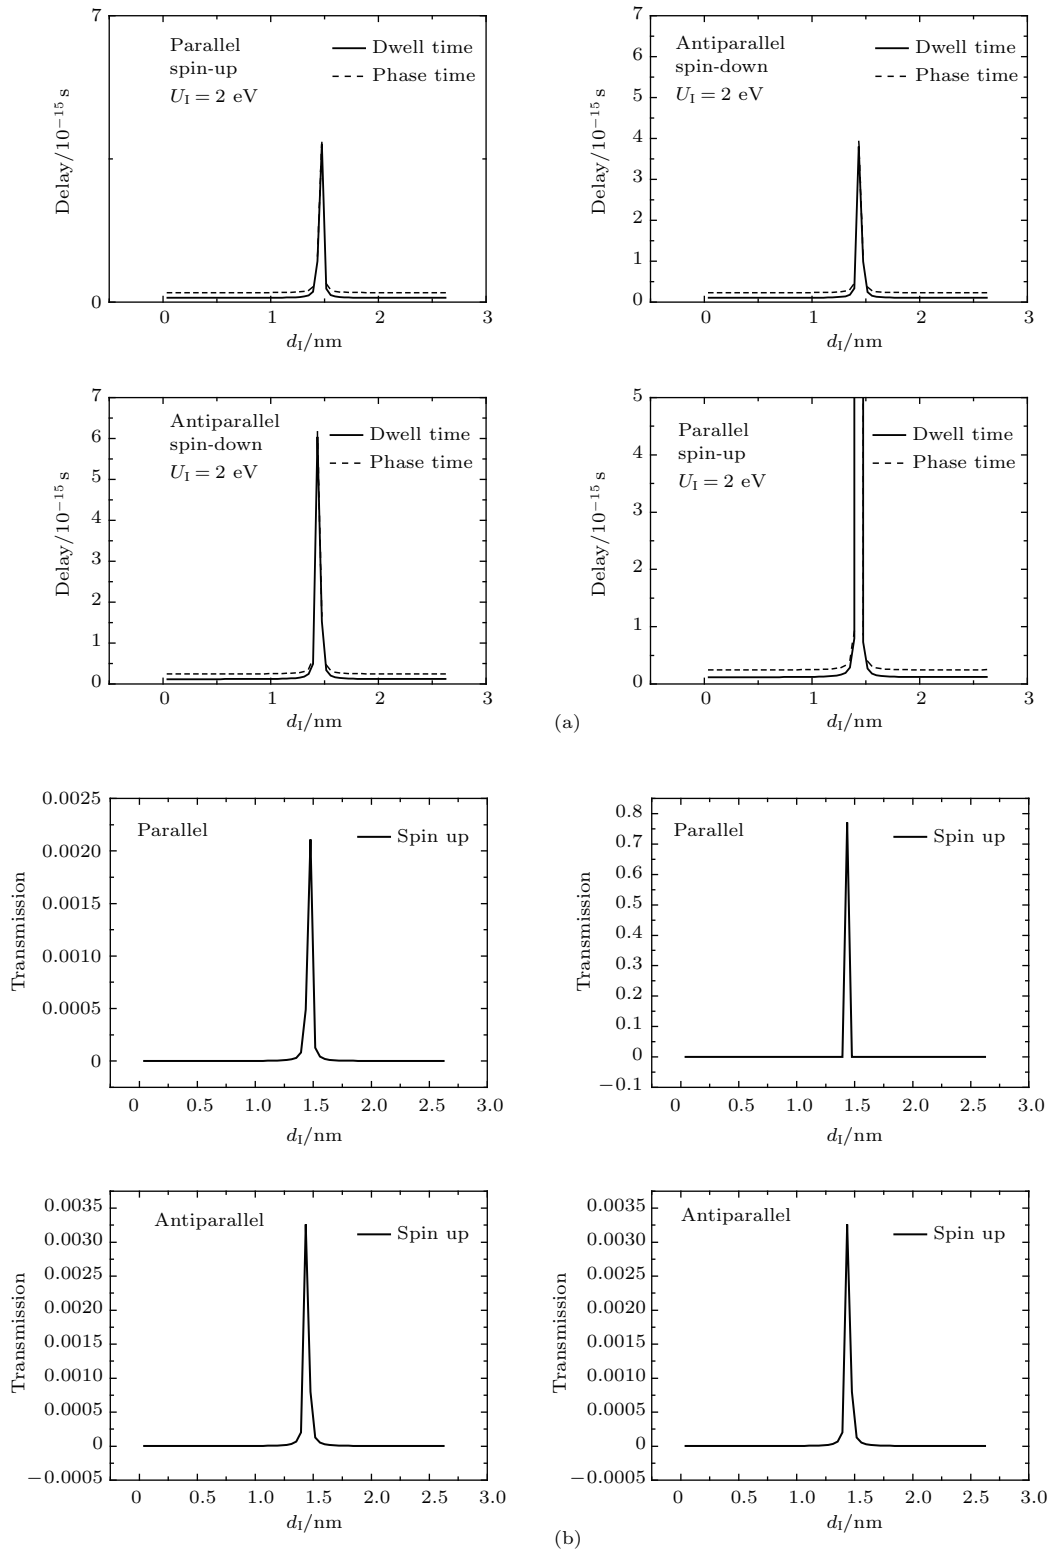 7
Parallel
spin-up
U_I = 2 eV
Dwell time
Phase time
Delay/10^−15 s
0
0 1 2 3
d_I/nm
7
6
5
4
3
2
1
0
Antiparallel
spin-down
U_I = 2 eV
Dwell time
Phase time
Delay/10^−15 s
0 1 2 3
d_I/nm
7
6
5
4
3
2
1
0
Antiparallel
spin-down
U_I = 2 eV
Dwell time
Phase time
Delay/10^−15 s
0 1 2 3
d_I/nm
5
4
3
2
1
0
Parallel
spin-up
U_I = 2 eV
Dwell time
Phase time
Delay/10^−15 s
0 1 2 3
d_I/nm
(a)
0.0025
0.0020
0.0015
0.0010
0.0005
0
Parallel
Spin up
Transmission
0 0.5 1.0 1.5 2.0 2.5 3.0
d_I/nm
0.8
0.7
0.6
0.5
0.4
0.3
0.2
0.1
0
−0.1
Parallel
Spin up
Transmission
0 0.5 1.0 1.5 2.0 2.5 3.0
d_I/nm
0.0035
0.0030
0.0025
0.0020
0.0015
0.0010
0.0005
0
−0.0005
Antiparallel
Spin up
Transmission
0 0.5 1.0 1.5 2.0 2.5 3.0
d_I/nm
0.0035
0.0030
0.0025
0.0020
0.0015
0.0010
0.0005
0
−0.0005
Antiparallel
Spin up
Transmission
0 0.5 1.0 1.5 2.0 2.5 3.0
d_I/nm
(b)